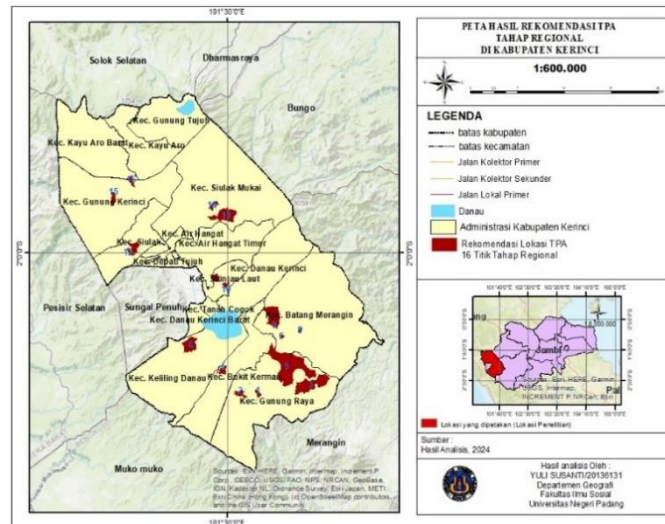 101°30'0"E
Solok Selatan
Dharmasraya
Bungo
Kec. Gunung Tujuh
Kec. Kayu Aro Barat
Kec. Kayu Aro
Kec. Siulak Mukai
15
Kec. Gunung Kerinci
Kec. Air Hangat
Kec. Siulak
Kec. Air Hangat Timur
2°0'0"S
2°0'0"S
Kec. Depati Tujuh
Kec. Danau Kerinci
Pesisir Selatan
Sungai Penuh
Kec. Tanah Cogok
Kec. Batang Merangin
Kec. Danau Kerinci Barat
Kec. Keliling Danau
Kec. Bukit Kerman
Kec. Gunung Raya
Merangin
Muko muko
101°30'0"E
PETA HASIL REKOMENDASI TPA
TAHAP REGIONAL
DI KABUPATEN KERINCI
1:600.000
LEGENDA
batas kabupaten
batas kecamatan
Jalan Kolektor Primer
Jalan Kolektor Sekunder
Jalan Lokal Primer
Danau
Administrasi Kabupaten Kerinci
Rekomendasi Lokasi TPA
16 Titik Tahap Regional
Jambi
Lokasi yang dipetakan (Lokasi Penelitian)
Sumber :
Hasil Analisis, 2024
Hasil analisis Oleh :
YULI SUSANTI/20136131
Departemen Geografi
Fakultas Ilmu Sosial
Universitas Negeri Padang